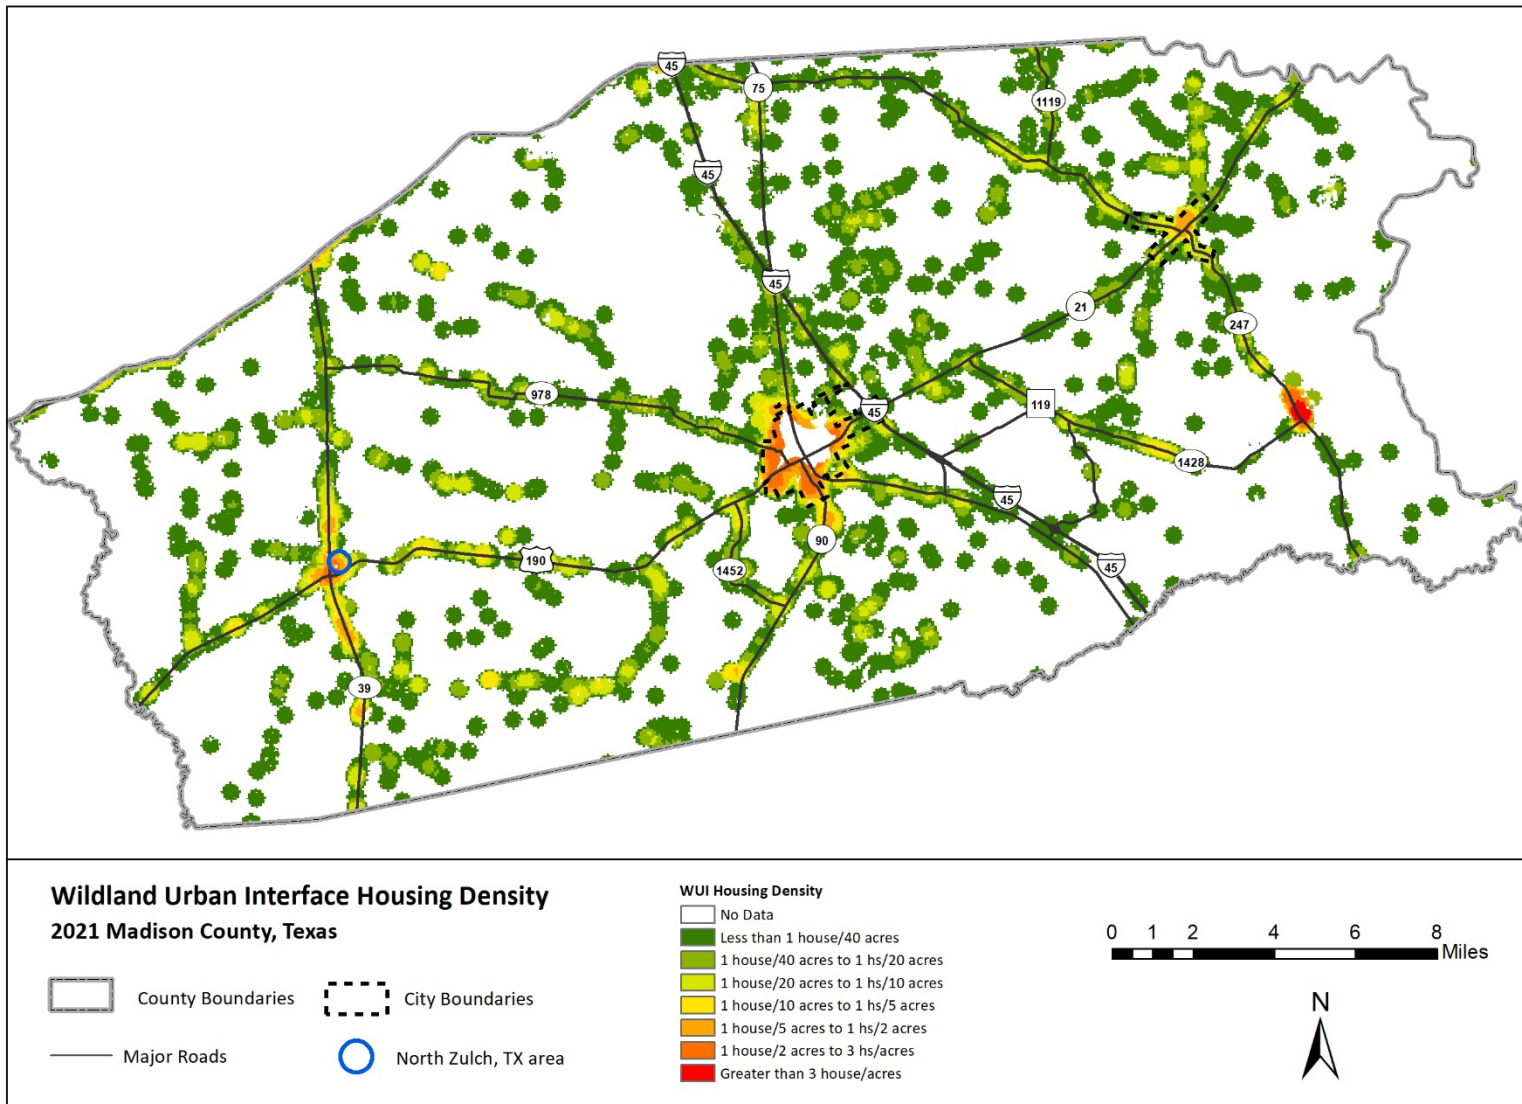 45
75
1119
45
45
21
247
978
45
119
1428
45
190
90
1452
45
39
Wildland Urban Interface Housing Density
2021 Madison County, Texas
County Boundaries
City Boundaries
Major Roads
North Zulch, TX area
WUI Housing Density
No Data
Less than 1 house/40 acres
1 house/40 acres to 1 hs/20 acres
1 house/20 acres to 1 hs/10 acres
1 house/10 acres to 1 hs/5 acres
1 house/5 acres to 1 hs/2 acres
1 house/2 acres to 3 hs/acres
Greater than 3 house/acres
0 1 2 4 6 8
Miles
N